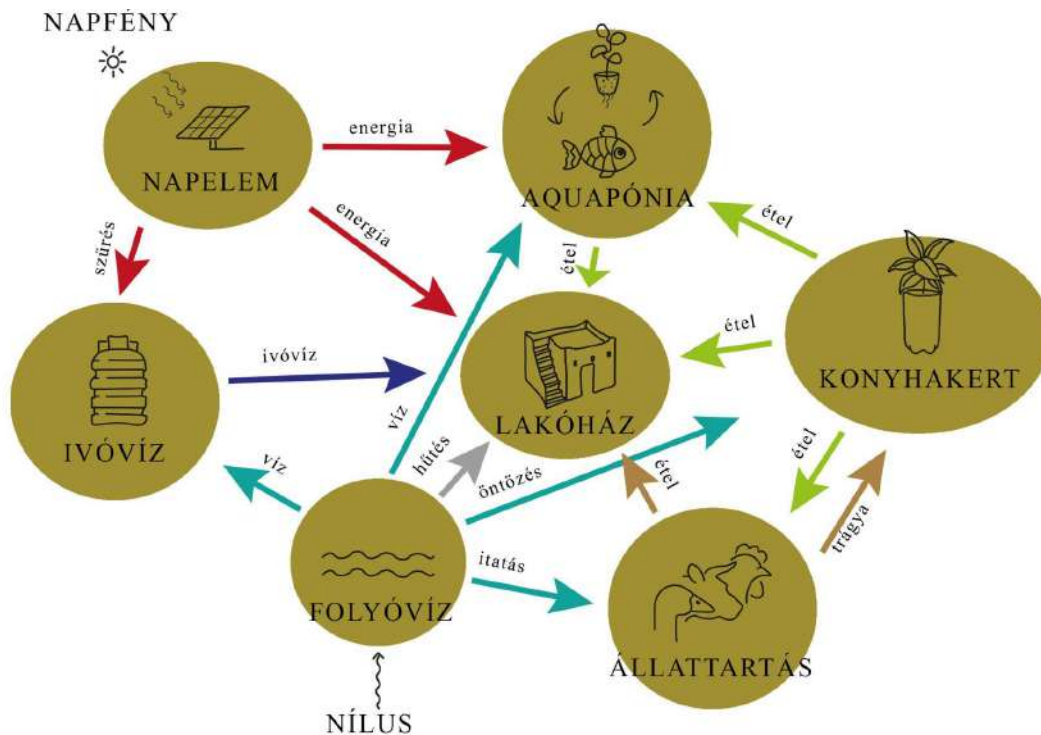 NAPFÉNY
NAPELEM
energia
AQUAPÓNIA
szűrés
energia
étel
étel
IVÓVÍZ
ivóvíz
LAKÓHÁZ
étel
KONYHAKERT
víz
víz
hűtés
öntözés
étel
étel
trágya
FOLYÓVÍZ
itatás
ÁLLATTARTÁS
NÍLUS